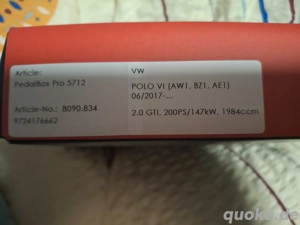 Article:
PedalBox Pro 5712
Article-No.: 8090.834
9724176662
VW
POLO VI (AW1, BZ1, AE1)
06/2017-...
2.0 GTI, 200PS/147kW, 1984ccm
quoka.de